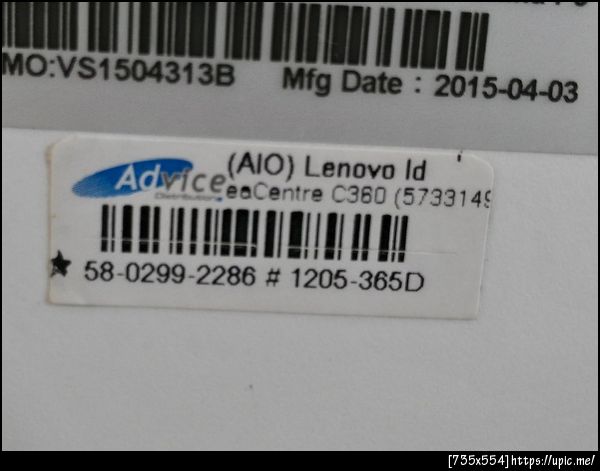 MO:VS1504313B Mfg Date : 2015-04-03
Advice (AIO) Lenovo Id
Distribution eaCentre C360 (5733149
58-0299-2286 # 1205-365D
[735x554]https://upic.me/